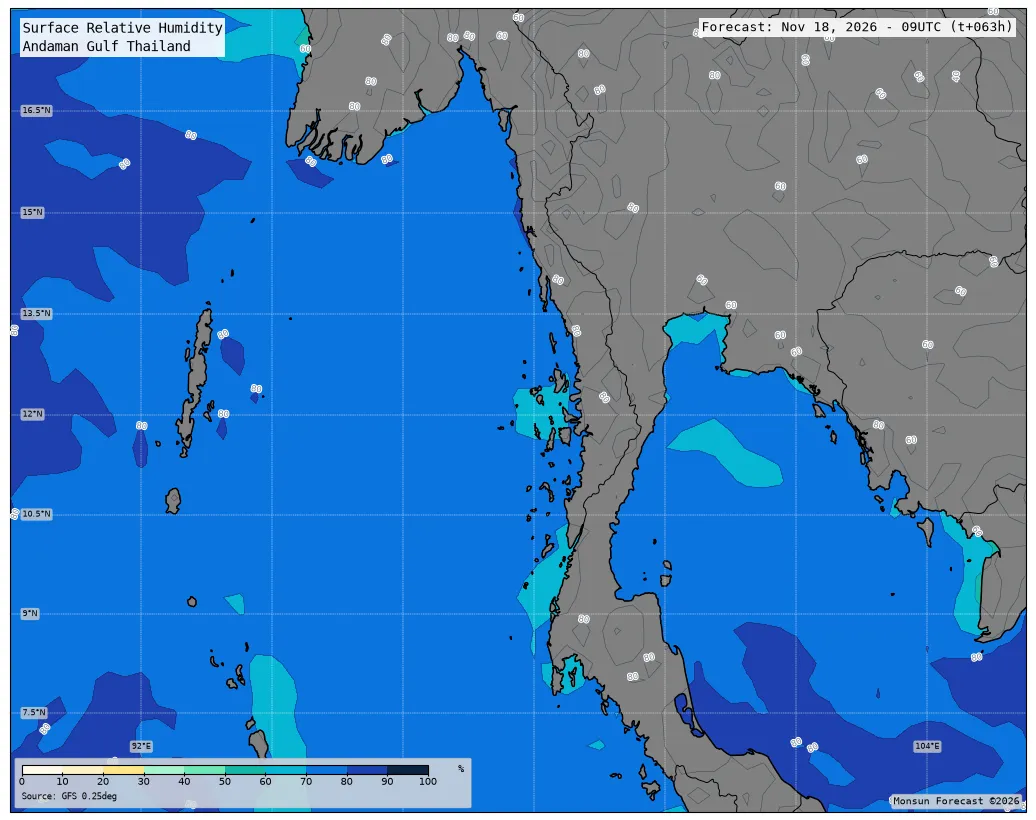 Surface Relative Humidity
Andaman Gulf Thailand
Forecast: Nov 18, 2026 - 09UTC (t+063h)
16.5°N
15°N
13.5°N
12°N
10.5°N
9°N
7.5°N
92°E
104°E
0 10 20 30 40 50 60 70 80 90 100 %
Source: GFS 0.25deg
Monsun Forecast ©2026